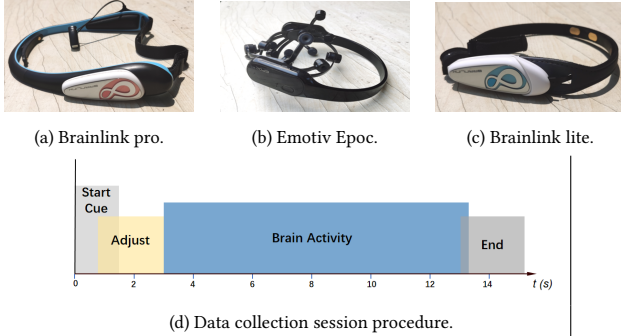 (a) Brainlink pro.
(b) Emotiv Epoc.
(c) Brainlink lite.
Start
Cue
Adjust
Brain Activity
End
0
2
4
6
8
10
12
14
t (s)
(d) Data collection session procedure.